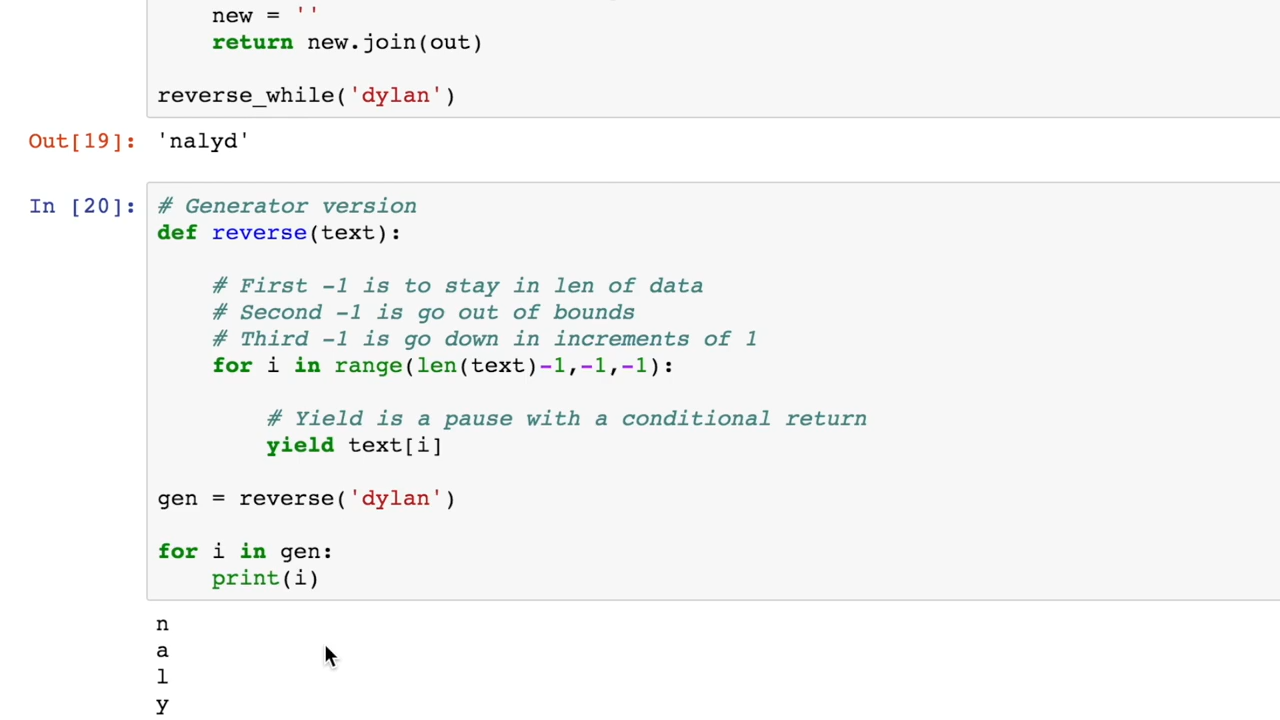 new = ''
return new.join(out)
reverse_while('dylan')
Out[19]: 'nalyd'
In [20]: # Generator version
def reverse(text):
# First -1 is to stay in len of data
# Second -1 is go out of bounds
# Third -1 is go down in increments of 1
for i in range(len(text)-1,-1,-1):
# Yield is a pause with a conditional return
yield text[i]
gen = reverse('dylan')
for i in gen:
print(i)
n
a
l
y